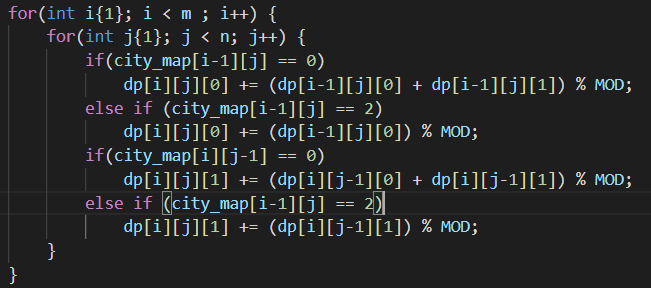 for(int i{1}; i < m ; i++) {
    for(int j{1}; j < n; j++) {
        if(city_map[i-1][j] == 0)
            dp[i][j][0] += (dp[i-1][j][0] + dp[i-1][j][1]) % MOD;
        else if (city_map[i-1][j] == 2)
            dp[i][j][0] += (dp[i-1][j][0]) % MOD;
        if(city_map[i][j-1] == 0)
            dp[i][j][1] += (dp[i][j-1][0] + dp[i][j-1][1]) % MOD;
        else if (city_map[i-1][j] == 2)
            dp[i][j][1] += (dp[i][j-1][1]) % MOD;
    }
}